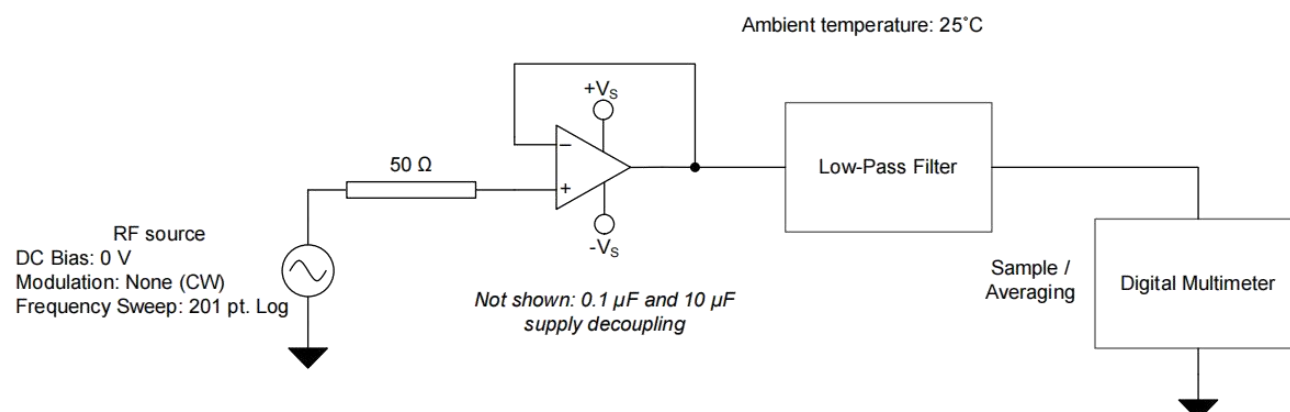 Ambient temperature: 25˚C
+VS
−
50 Ω
+
Low-Pass Filter
-VS
RF source
DC Bias: 0 V
Modulation: None (CW)
Frequency Sweep: 201 pt. Log
Not shown: 0.1 µF and 10 µF
supply decoupling
Sample /
Averaging
Digital Multimeter